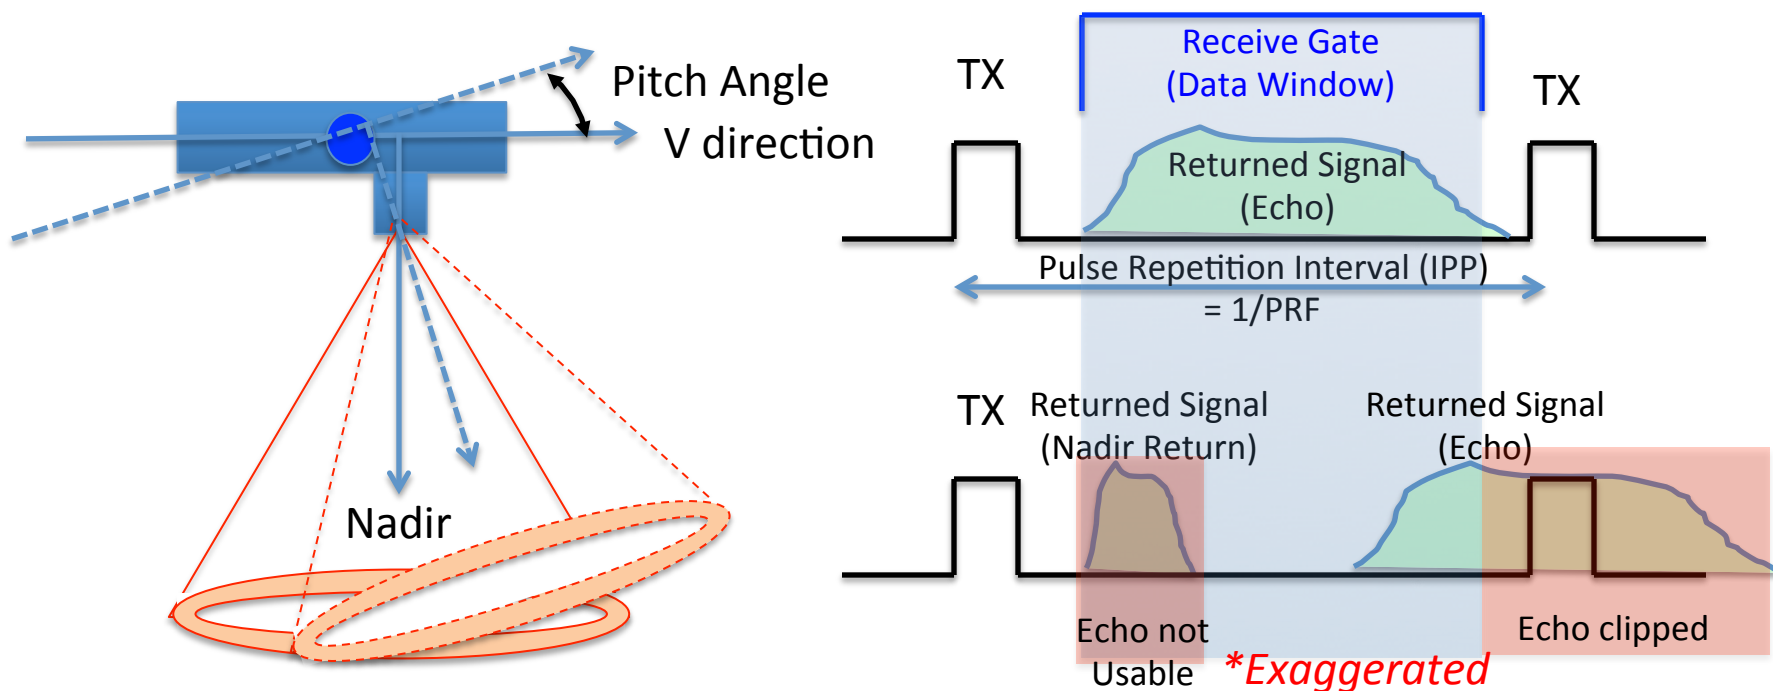 Pitch Angle
V direction
Nadir
Receive Gate
(Data Window)
TX
TX
Returned Signal
(Echo)
Pulse Repetition Interval (IPP)
= 1/PRF
TX
Returned Signal
(Nadir Return)
Returned Signal
(Echo)
Echo not
Usable
Echo clipped
*Exaggerated